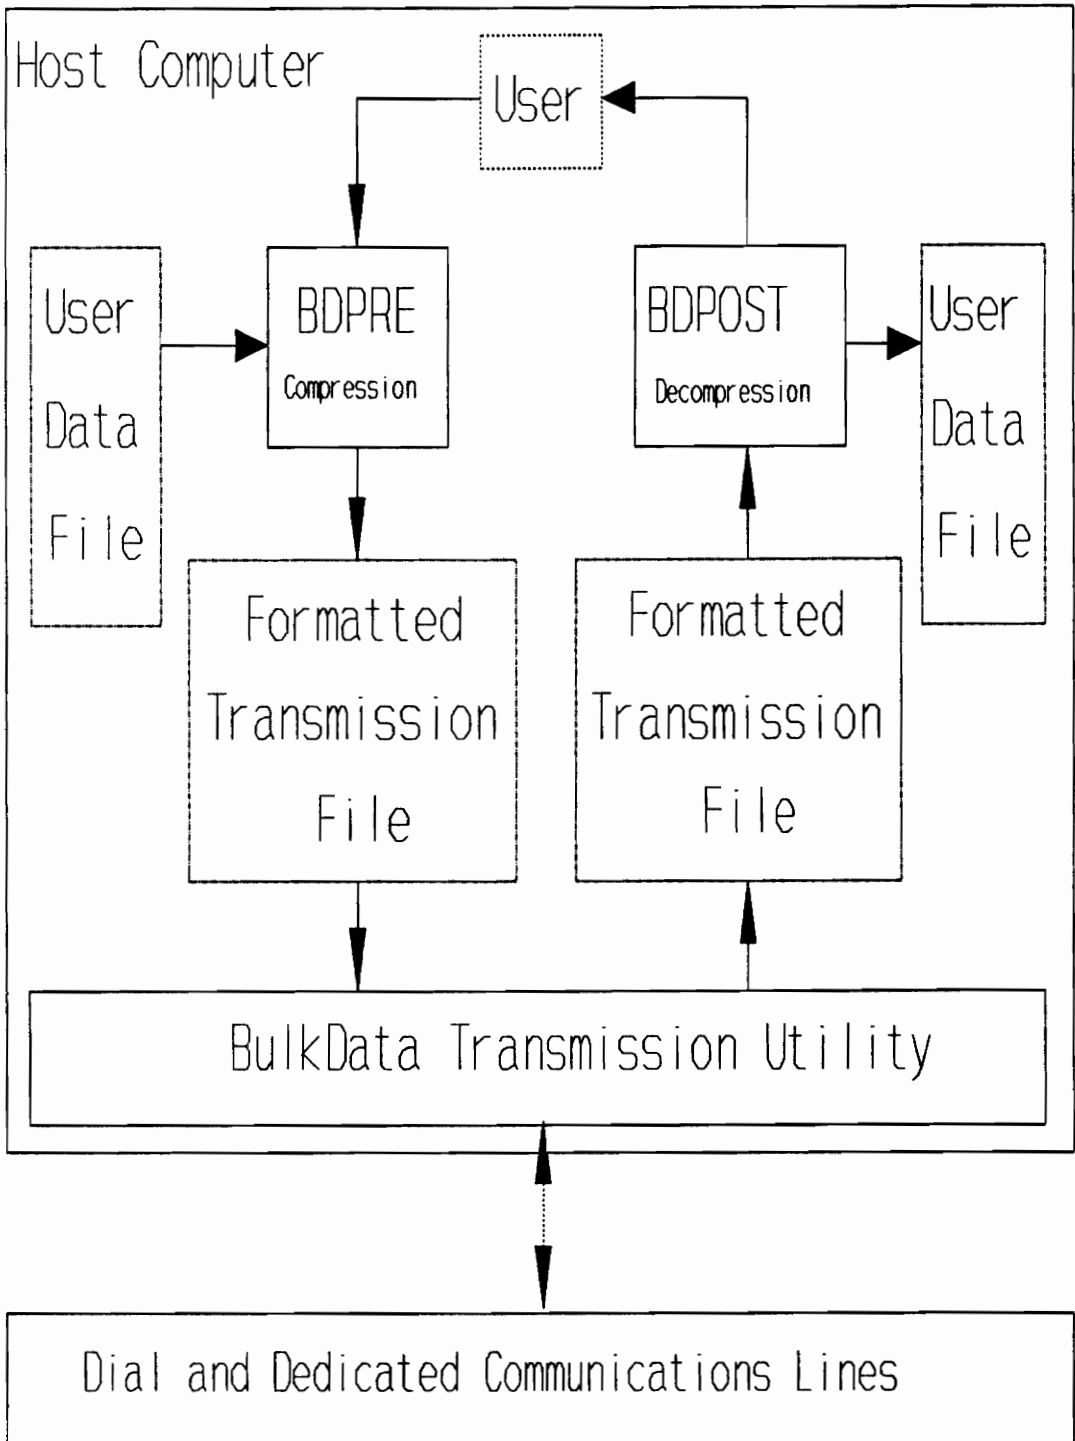 Host Computer
User
User
Data
File
BDPRE
Compression
BDPOST
Decompression
User
Data
File
Formatted
Transmission
File
Formatted
Transmission
File
BulkData Transmission Utility
Dial and Dedicated Communications Lines